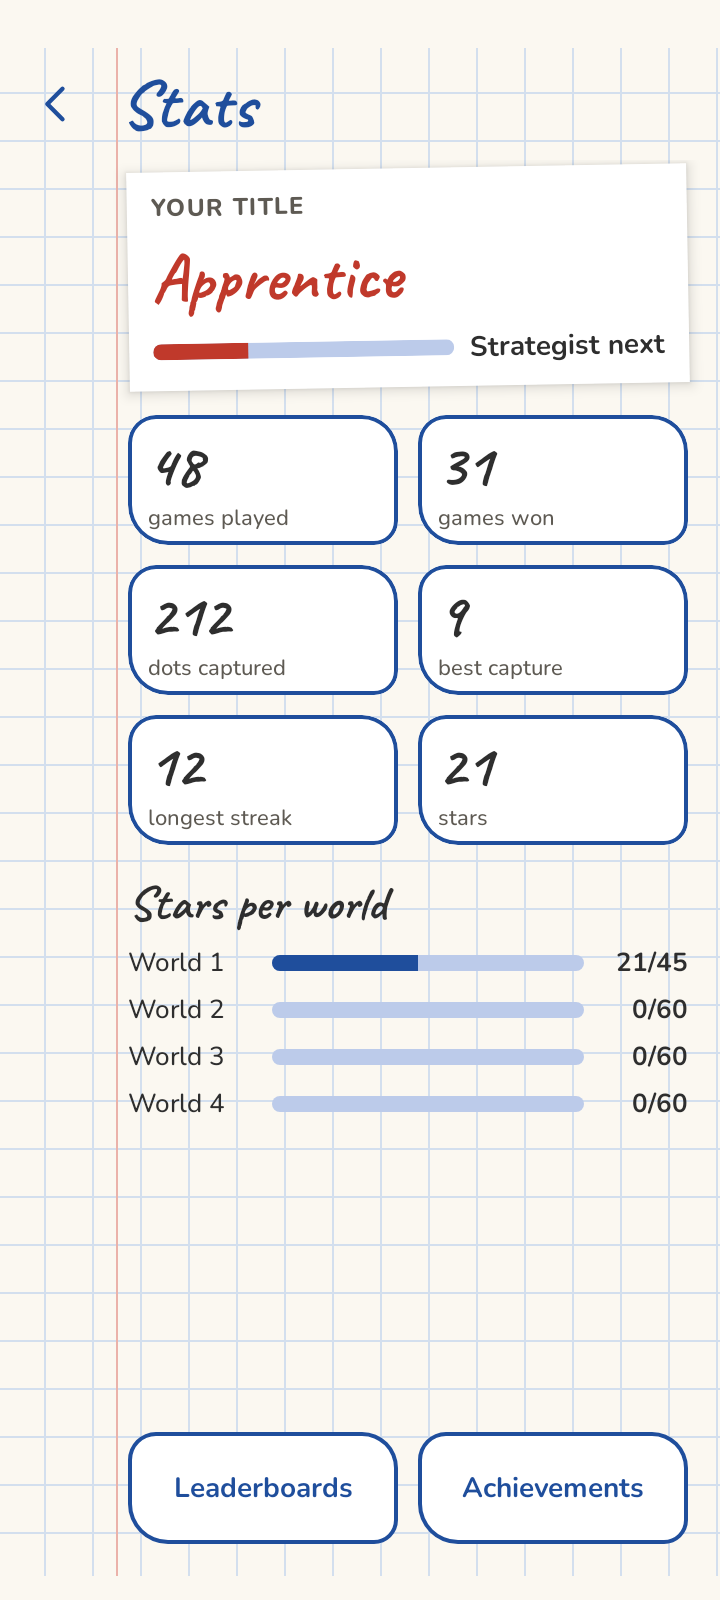 Stats
YOUR TITLE
Apprentice
Strategist next
48
games played
31
games won
212
dots captured
9
best capture
12
longest streak
21
stars
Stars per world
World 1 21/45
World 2 0/60
World 3 0/60
World 4 0/60
Leaderboards
Achievements